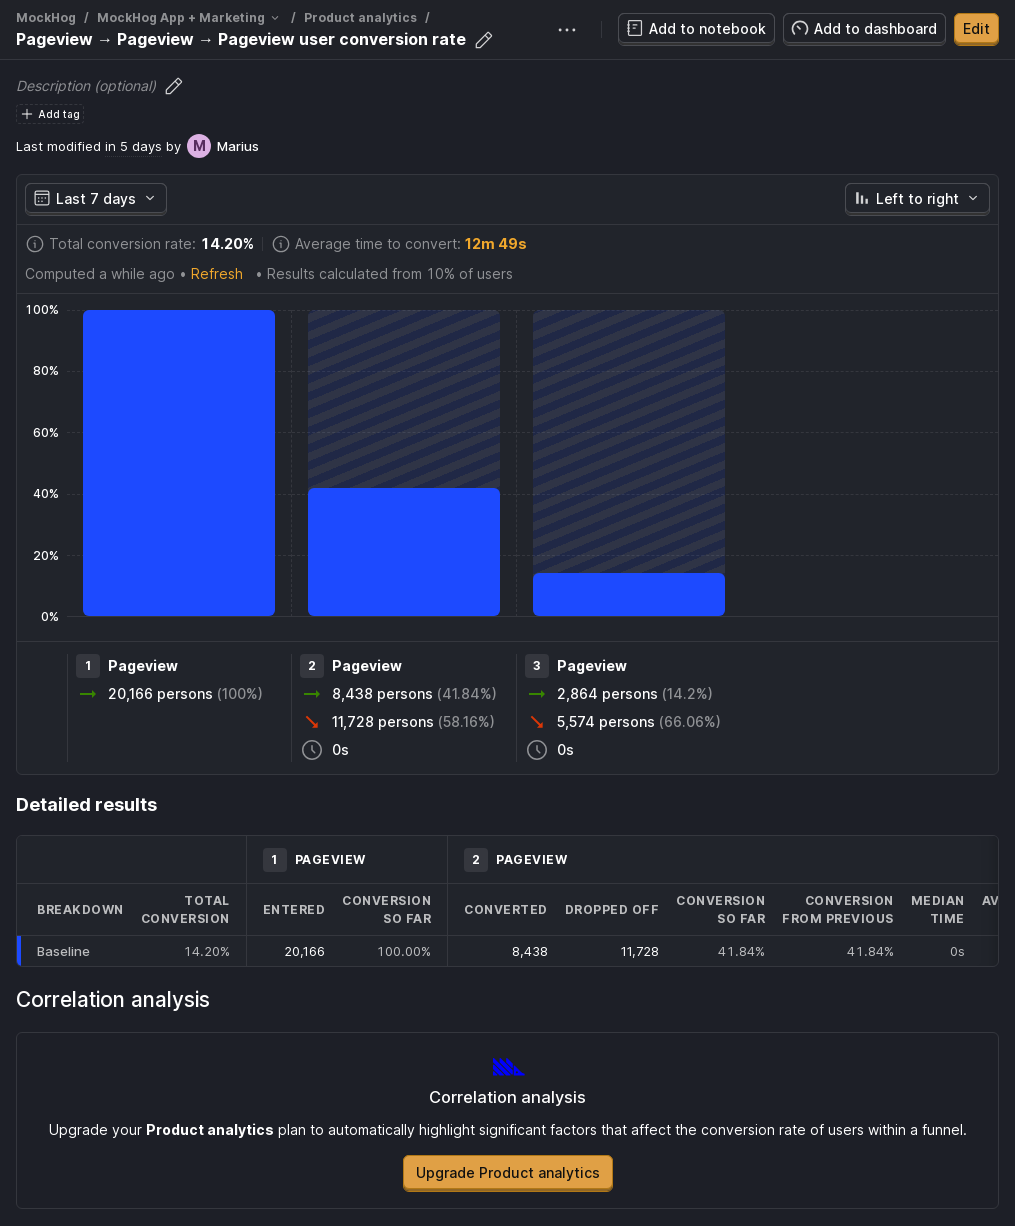 MockHog / MockHog App + Marketing / Product analytics /
Pageview → Pageview → Pageview user conversion rate
Add to notebook
Add to dashboard
Edit
Description (optional)
Add tag
Last modified in 5 days by M Marius
Last 7 days
Left to right
Total conversion rate: 14.20%
Average time to convert: 12m 49s
Computed a while ago • Refresh • Results calculated from 10% of users
100%
80%
60%
40%
20%
0%
1 Pageview
20,166 persons (100%)
2 Pageview
8,438 persons (41.84%)
11,728 persons (58.16%)
0s
3 Pageview
2,864 persons (14.2%)
5,574 persons (66.06%)
0s
Detailed results
1 PAGEVIEW
2 PAGEVIEW
BREAKDOWN
TOTAL
CONVERSION
ENTERED
CONVERSION
SO FAR
CONVERTED
DROPPED OFF
CONVERSION
SO FAR
CONVERSION
FROM PREVIOUS
MEDIAN
TIME
AV
Baseline 14.20% 20,166 100.00% 8,438 11,728 41.84% 41.84% 0s
Correlation analysis
Correlation analysis
Upgrade your Product analytics plan to automatically highlight significant factors that affect the conversion rate of users within a funnel.
Upgrade Product analytics